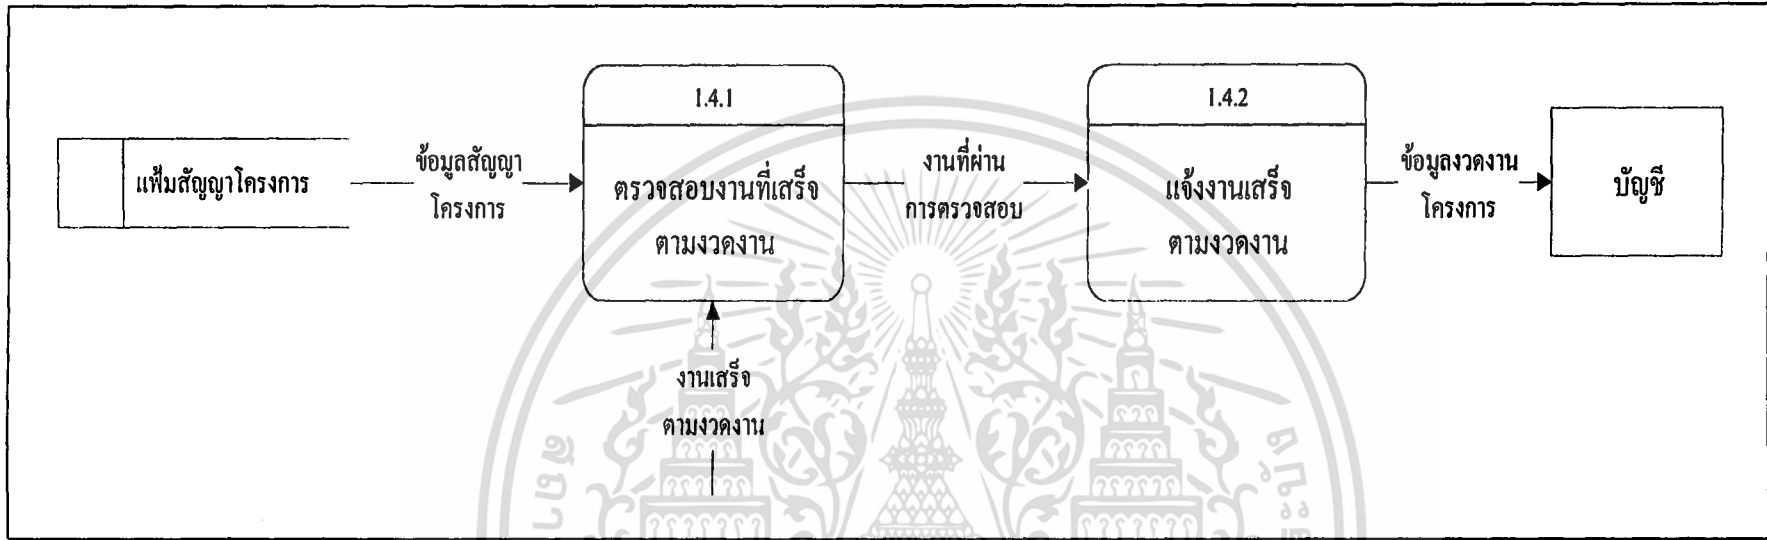 แฟ้มสัญญาโครงการ
ข้อมูลสัญญา
โครงการ
1.4.1
ตรวจสอบงานที่เสร็จ
ตามงวดงาน
งานที่ผ่าน
การตรวจสอบ
1.4.2
แจ้งงานเสร็จ
ตามงวดงาน
ข้อมูลงวดงาน
โครงการ
บัญชี
งานเสร็จ
ตามงวดงาน